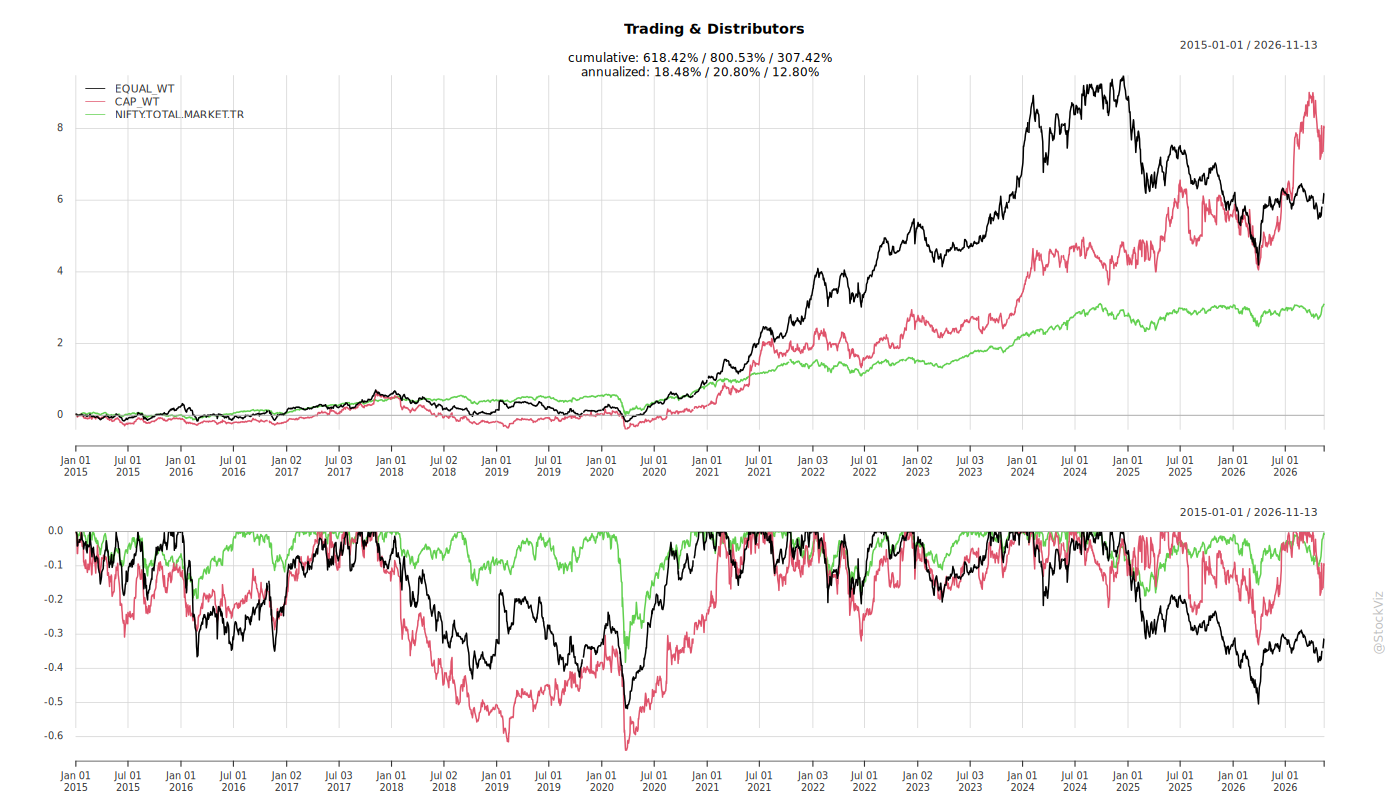 Trading & Distributors
2015-01-01 / 2026-11-13
cumulative: 618.42% / 800.53% / 307.42%
annualized: 18.48% / 20.80% / 12.80%
EQUAL_WT
CAP_WT
NIFTY.TOTAL.MARKET.TR
8
6
4
2
0
Jan 01 Jul 01 Jan 01 Jul 01 Jan 02 Jul 03 Jan 01 Jul 02 Jan 01 Jul 01 Jan 01 Jul 01 Jan 01 Jul 01 Jan 03 Jul 01 Jan 02 Jul 03 Jan 01 Jul 01 Jan 01 Jul 01 Jan 01 Jul 01
2015 2015 2016 2016 2017 2017 2018 2018 2019 2019 2020 2020 2021 2021 2022 2022 2023 2023 2024 2024 2025 2025 2026 2026
2015-01-01 / 2026-11-13
0.0
-0.1
-0.2
-0.3
-0.4
-0.5
-0.6
Jan 01 Jul 01 Jan 01 Jul 01 Jan 02 Jul 03 Jan 01 Jul 02 Jan 01 Jul 01 Jan 01 Jul 01 Jan 01 Jul 01 Jan 03 Jul 01 Jan 02 Jul 03 Jan 01 Jul 01 Jan 01 Jul 01 Jan 01 Jul 01
2015 2015 2016 2016 2017 2017 2018 2018 2019 2019 2020 2020 2021 2021 2022 2022 2023 2023 2024 2024 2025 2025 2026 2026
@StockViz